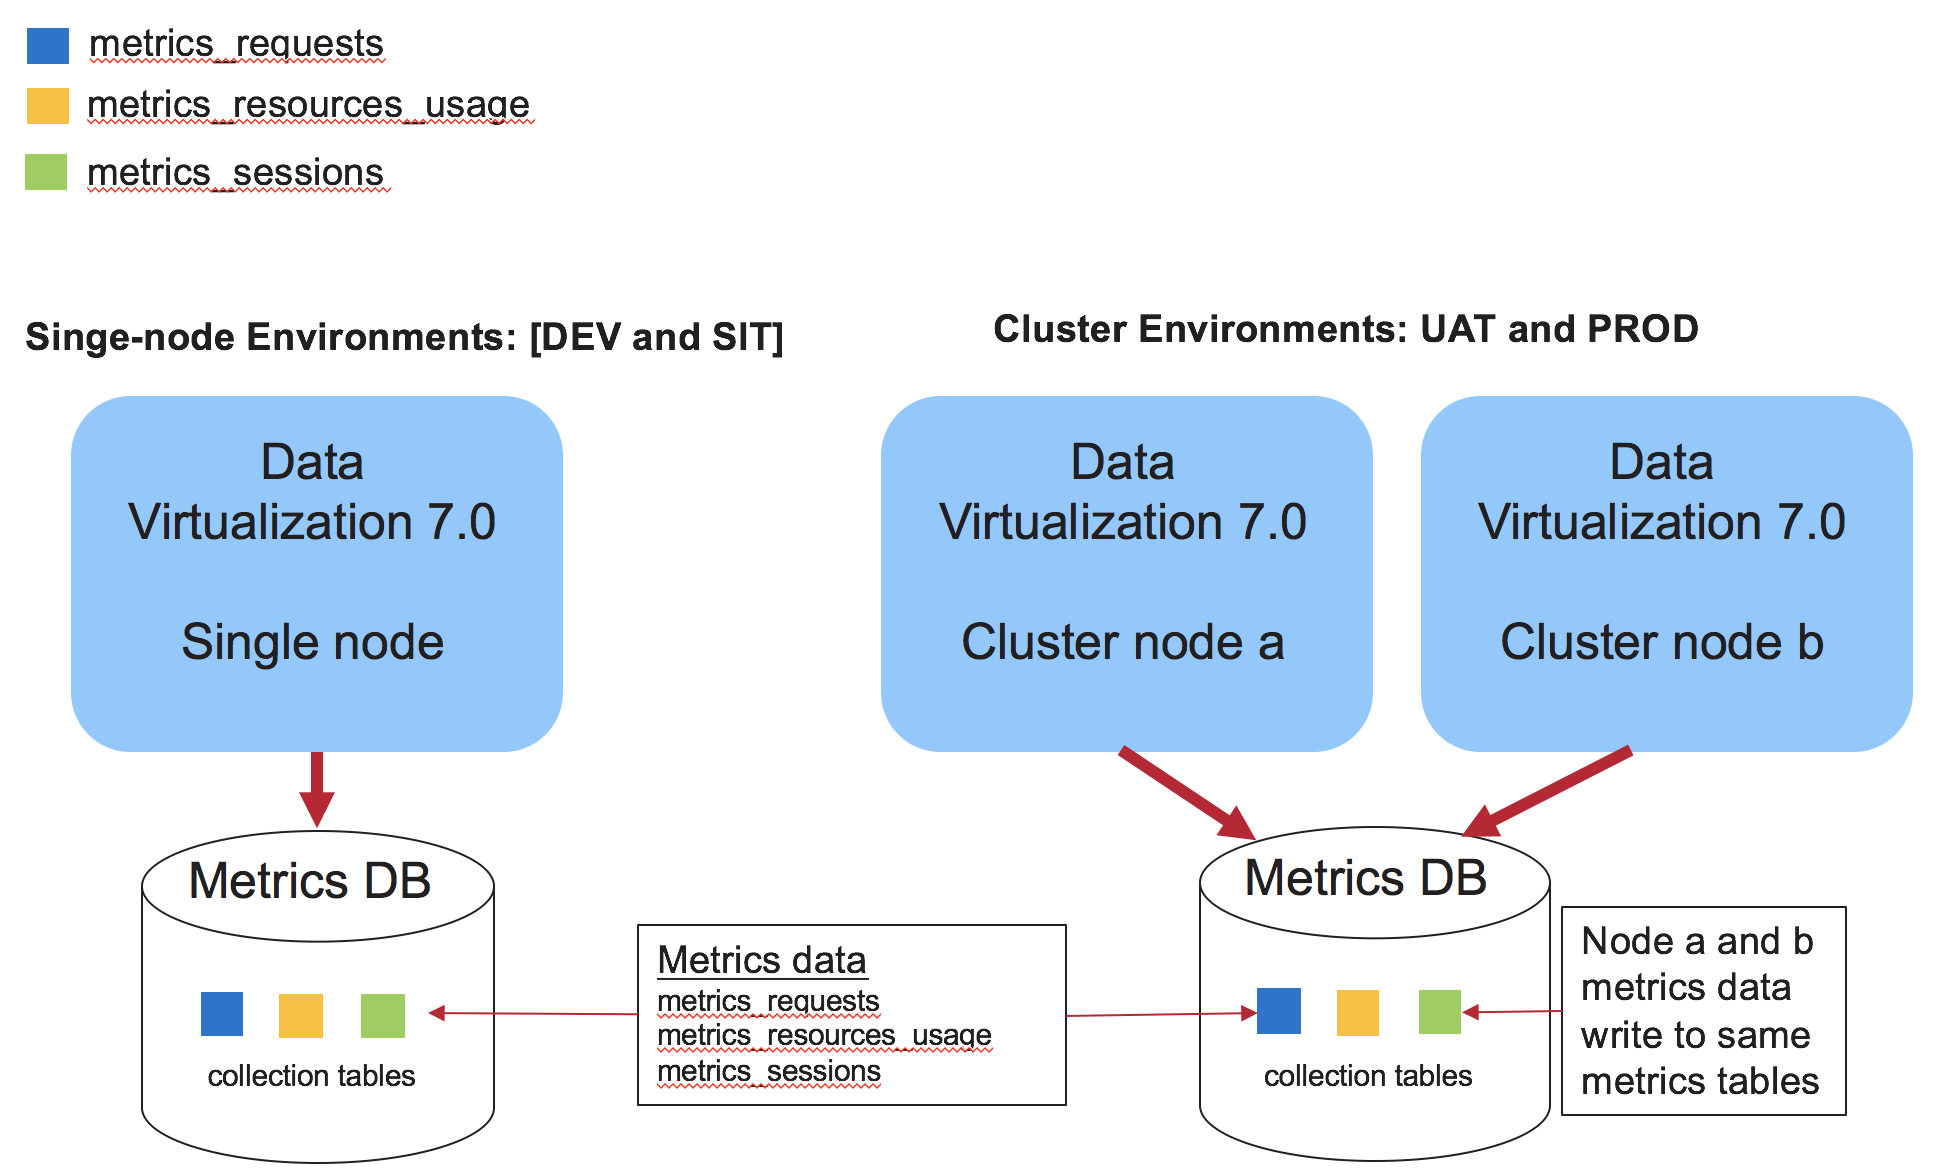 metrics_requests
metrics_resources_usage
metrics_sessions
Singe-node Environments: [DEV and SIT]
Cluster Environments: UAT and PROD
Data
Virtualization 7.0
Single node
Data
Virtualization 7.0
Cluster node a
Data
Virtualization 7.0
Cluster node b
Metrics DB
collection tables
Metrics data
metrics_requests
metrics_resources_usage
metrics_sessions
Metrics DB
collection tables
Node a and b
metrics data
write to same
metrics tables